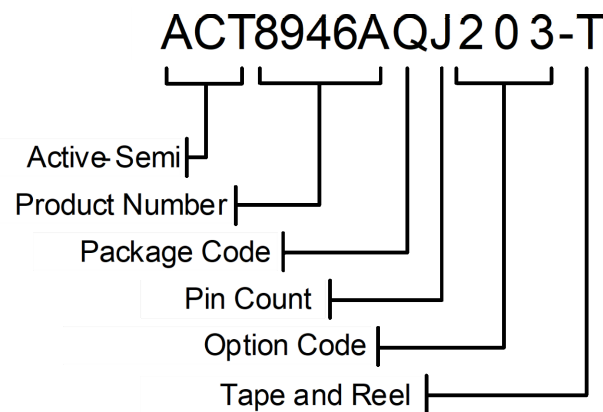 ACT8946AQJ203-T
Active-Semi
Product Number
Package Code
Pin Count
Option Code
Tape and Reel